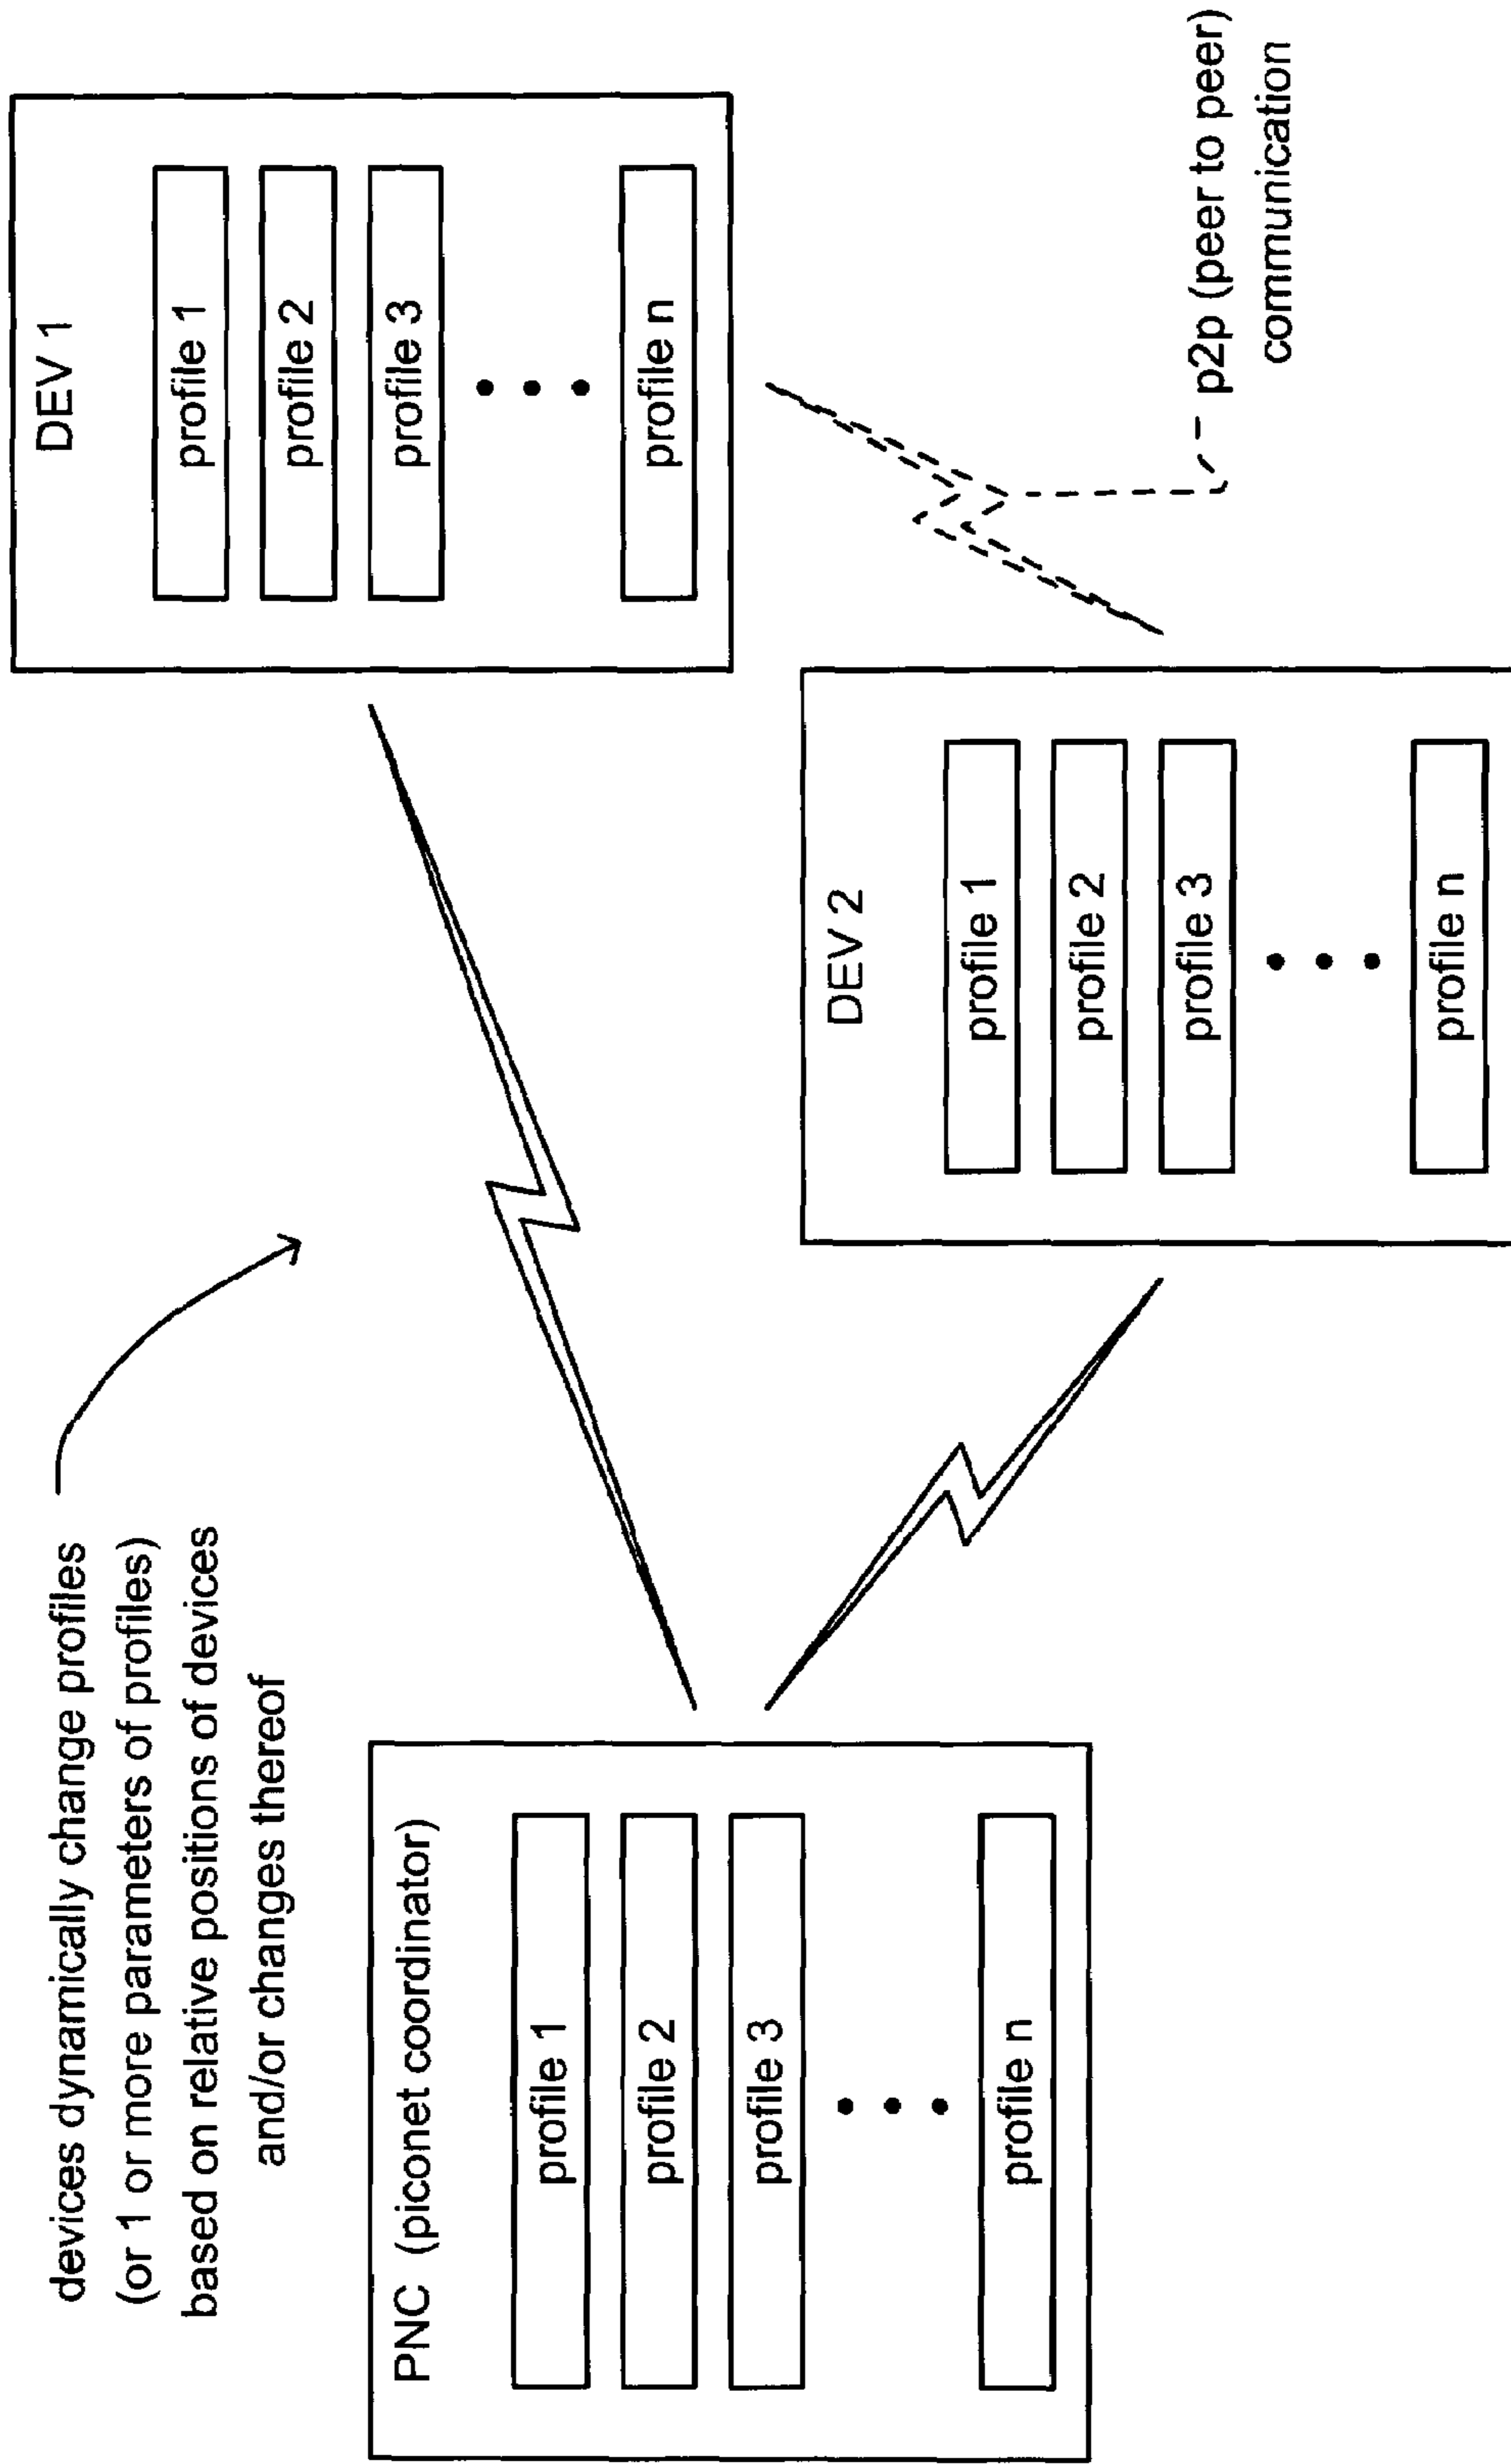 devices dynamically change profiles
(or 1 or more parameters of profiles)
based on relative positions of devices
and/or changes thereof
PNC (piconet coordinator)
profile 1
profile 2
profile 3
profile n
DEV 1
profile 1
profile 2
profile 3
profile n
DEV 2
profile 1
profile 2
profile 3
profile n
p2p (peer to peer)
communication